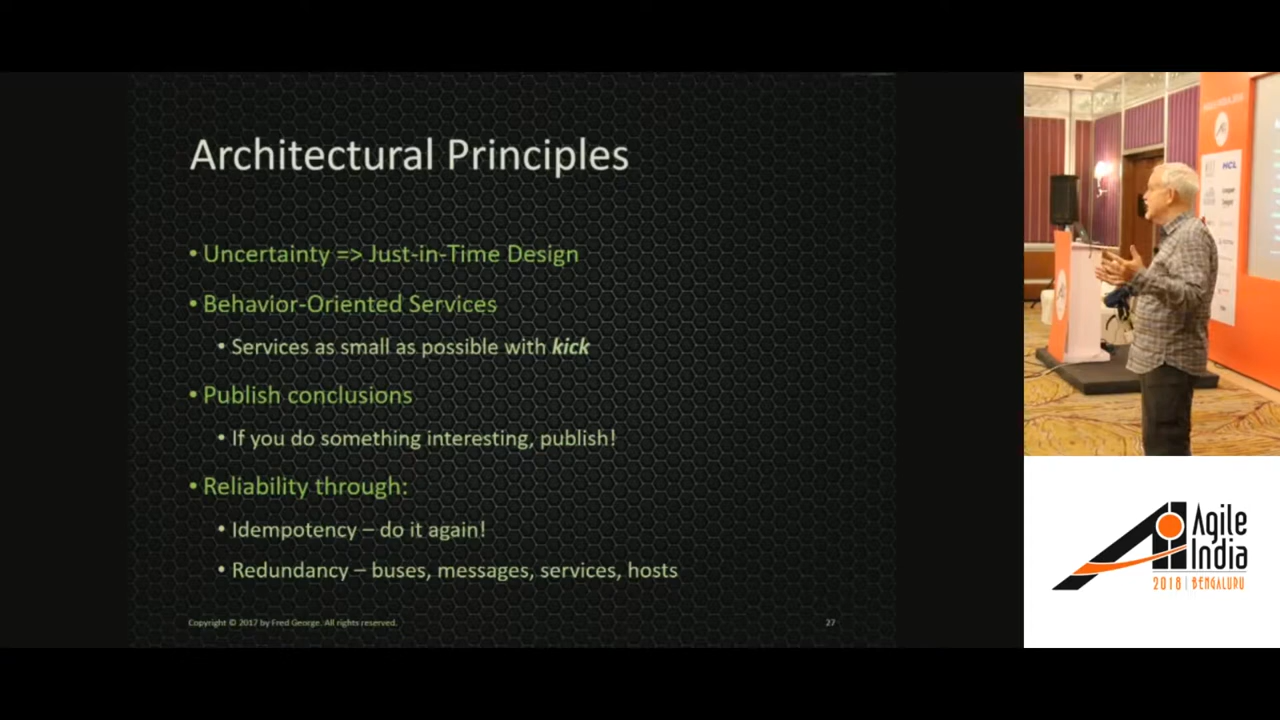 Architectural Principles
• Uncertainty => Just-in-Time Design
• Behavior-Oriented Services
• Services as small as possible with kick
• Publish conclusions
• If you do something interesting, publish!
• Reliability through:
• Idempotency – do it again!
• Redundancy – buses, messages, services, hosts
Copyright © 2017 by Fred George. All rights reserved.
27
HCL
Agile
India
2018 | BENGALURU